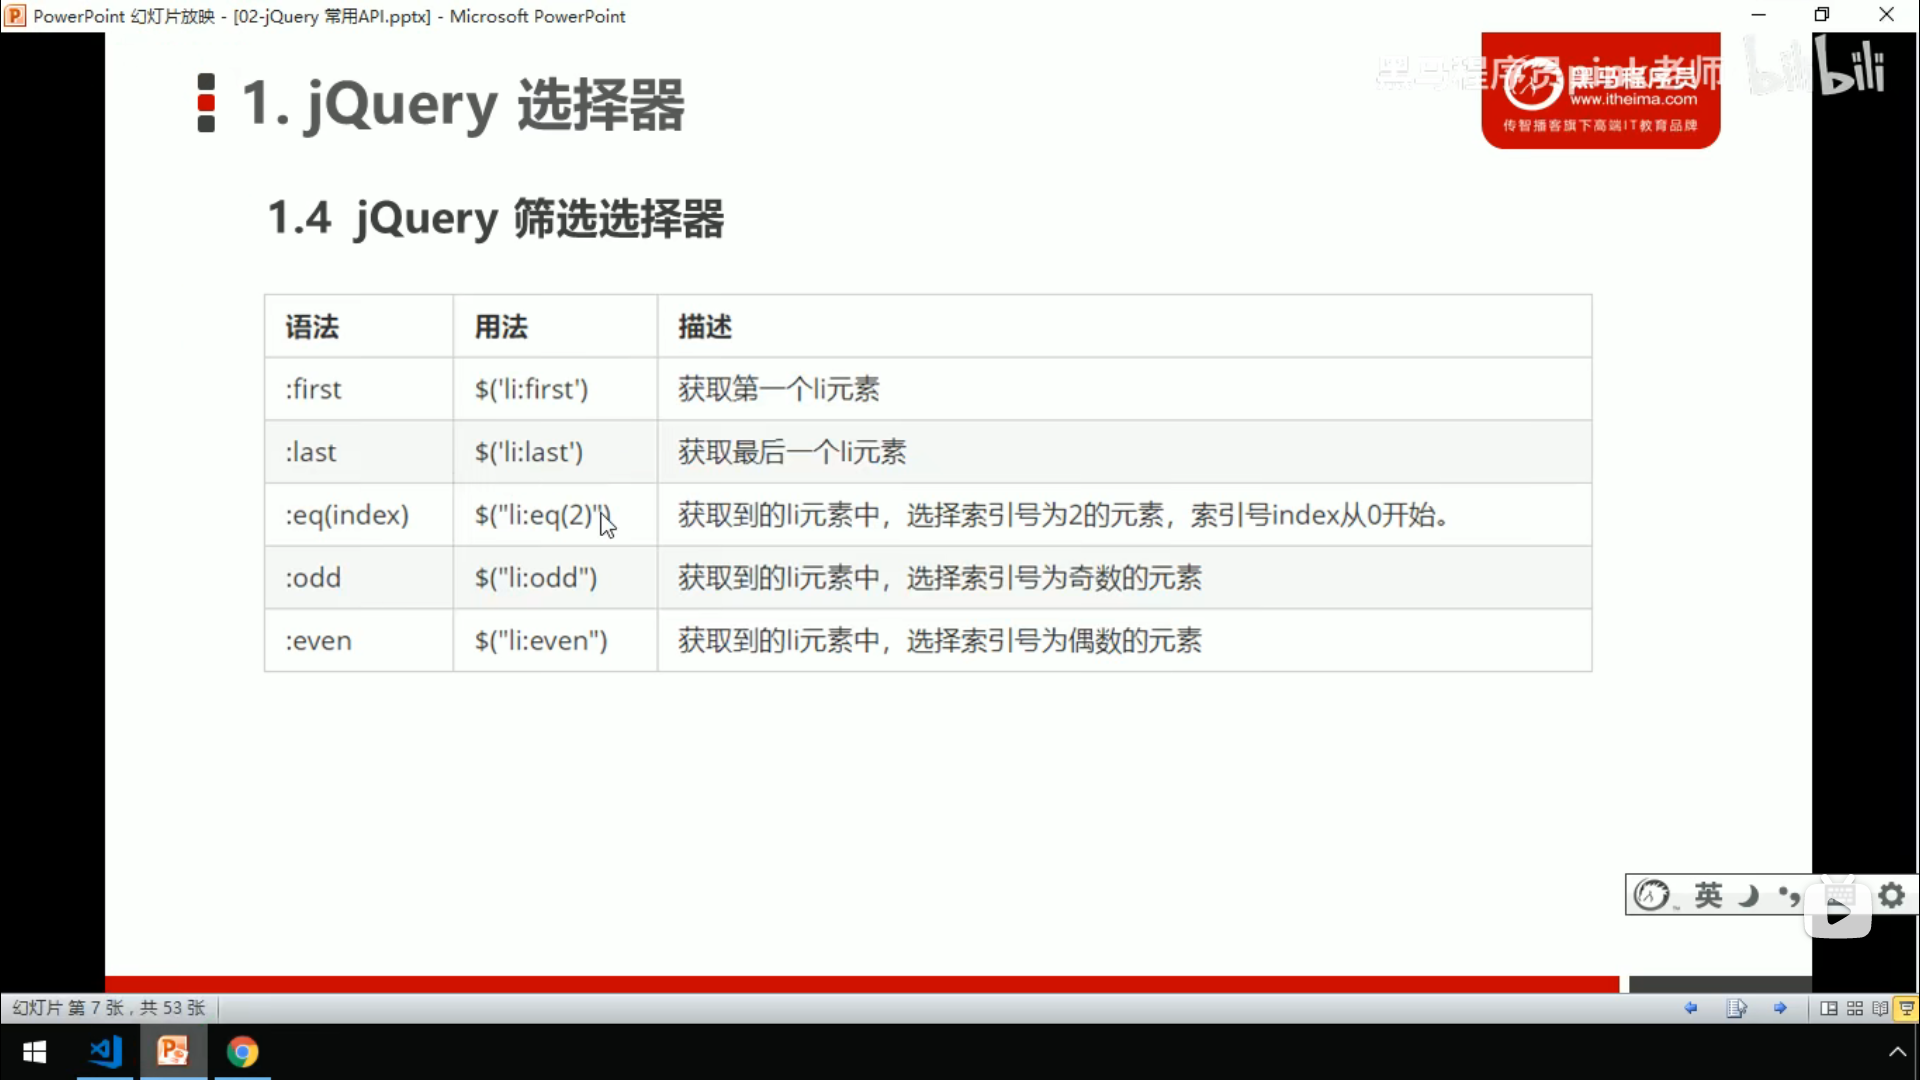 PowerPoint 幻灯片放映 - [02-jQuery 常用API.pptx] - Microsoft PowerPoint
黑马程序员pink老师
bilibili
www.itheima.com
传智播客旗下高端IT教育品牌
1. jQuery 选择器
1.4 jQuery 筛选选择器
语法 用法 描述
:first $('li:first') 获取第一个li元素
:last $('li:last') 获取最后一个li元素
:eq(index) $("li:eq(2)") 获取到的li元素中，选择索引号为2的元素，索引号index从0开始。
:odd $("li:odd") 获取到的li元素中，选择索引号为奇数的元素
:even $("li:even") 获取到的li元素中，选择索引号为偶数的元素
英
幻灯片 第 7 张，共 53 张